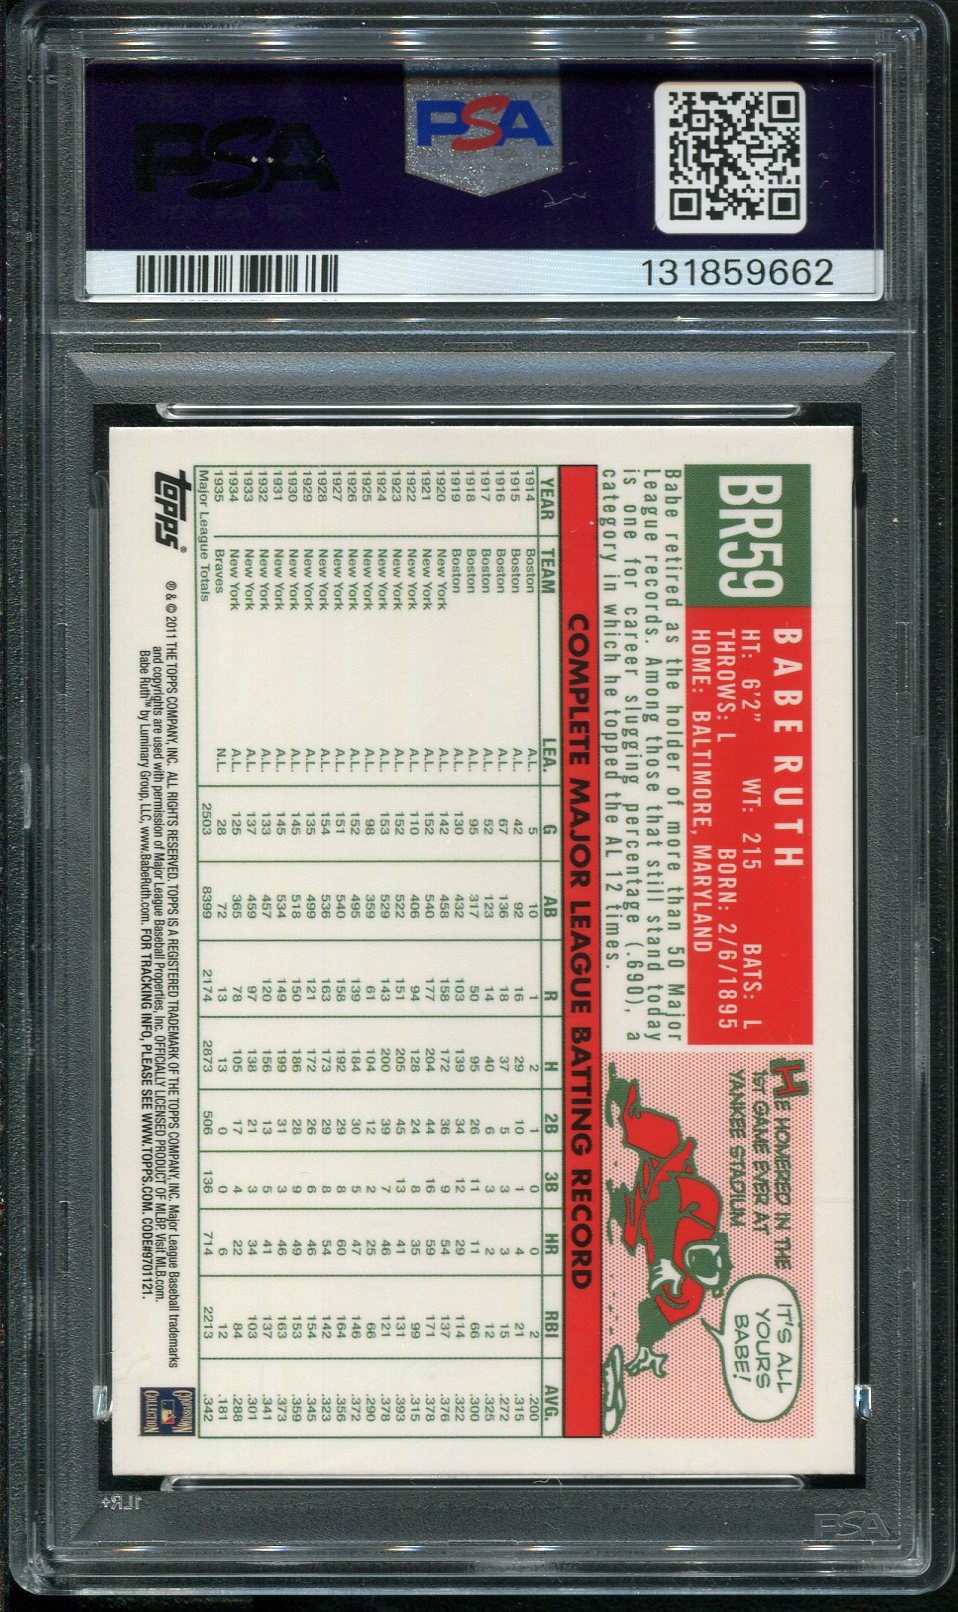 PSA
PSA
131859662
BR59
BABE RUTH
HT: 6'2" WT: 215 BATS: L
THROWS: L BORN: 2/6/1895
HOME: BALTIMORE, MARYLAND
Babe retired as the holder of more than 50 Major
League records. Among those that still stand today
is one for career slugging percentage (.690), a
category in which he topped the AL 12 times.
HE HOMERED IN THE
1ST GAME EVER AT
YANKEE STADIUM
IT'S ALL
YOURS
BABE!
COMPLETE MAJOR LEAGUE BATTING RECORD
YEAR TEAM LEA. G AB R H 2B 3B HR RBI AVG.
1914 Boston A.L. 5 10 1 2 1 0 0 2 .200
1915 Boston A.L. 42 92 16 29 10 1 4 21 .315
1916 Boston A.L. 67 136 18 37 5 3 3 15 .272
1917 Boston A.L. 52 123 14 40 6 3 2 12 .325
1918 Boston A.L. 95 317 50 95 26 11 11 66 .300
1919 Boston A.L. 130 432 103 139 34 12 29 114 .322
1920 New York A.L. 142 458 158 172 36 9 54 137 .376
1921 New York A.L. 152 540 177 204 44 16 59 171 .378
1922 New York A.L. 110 406 94 128 24 8 35 99 .315
1923 New York A.L. 152 522 151 205 45 13 41 131 .393
1924 New York A.L. 153 529 143 200 39 7 46 121 .378
1925 New York A.L. 98 359 61 104 12 2 25 66 .290
1926 New York A.L. 152 495 139 184 30 5 47 146 .372
1927 New York A.L. 151 540 158 192 29 8 60 164 .356
1928 New York A.L. 154 536 163 173 29 8 54 142 .323
1929 New York A.L. 135 499 121 172 26 6 46 154 .345
1930 New York A.L. 145 518 150 186 28 9 49 153 .359
1931 New York A.L. 145 534 149 199 31 3 46 163 .373
1932 New York A.L. 133 457 120 156 13 5 41 137 .341
1933 New York A.L. 137 459 97 138 21 3 34 103 .301
1934 New York A.L. 125 365 78 105 17 4 22 84 .288
1935 Braves N.L. 28 72 13 13 0 0 6 12 .181
Major League Totals 2503 8399 2174 2873 506 136 714 2213 .342
topps®
® & © 2011 THE TOPPS COMPANY, INC. ALL RIGHTS RESERVED. TOPPS IS A REGISTERED TRADEMARK OF THE TOPPS COMPANY, INC. Major League Baseball trademarks
and copyrights are used with permission of Major League Baseball Properties, Inc. OFFICIALLY LICENSED PRODUCT OF MLBP. Visit MLB.com.
Babe Ruth™ by Luminary Group, LLC, www.BabeRuth.com. FOR TRACKING INFO, PLEASE SEE WWW.TOPPS.COM. CODE#9701121.
COOPERSTOWN
COLLECTION
1LR+
PSA